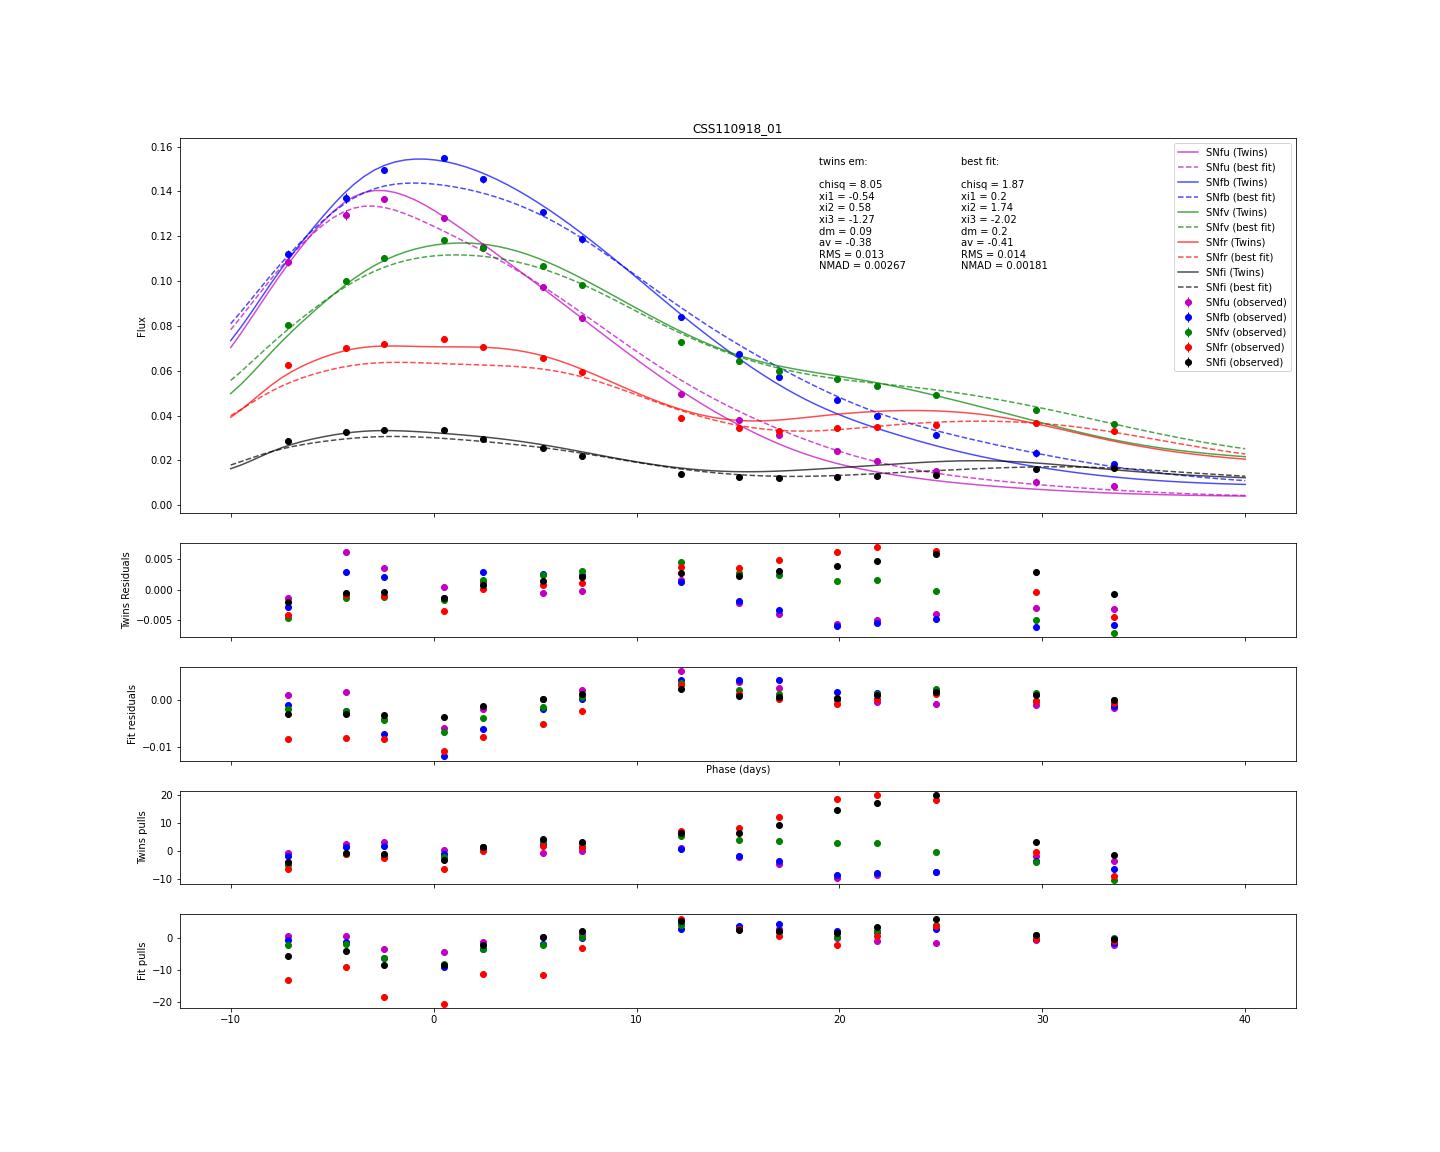 CSS110918_01
Flux
0.16
0.14
0.12
0.10
0.08
0.06
0.04
0.02
0.00
twins em:
chisq = 8.05
xi1 = -0.54
xi2 = 0.58
xi3 = -1.27
dm = 0.09
av = -0.38
RMS = 0.013
NMAD = 0.00267
best fit:
chisq = 1.87
xi1 = 0.2
xi2 = 1.74
xi3 = -2.02
dm = 0.2
av = -0.41
RMS = 0.014
NMAD = 0.00181
SNfu (Twins)
SNfu (best fit)
SNfb (Twins)
SNfb (best fit)
SNfv (Twins)
SNfv (best fit)
SNfr (Twins)
SNfr (best fit)
SNfi (Twins)
SNfi (best fit)
SNfu (observed)
SNfb (observed)
SNfv (observed)
SNfr (observed)
SNfi (observed)
Twins Residuals
0.005
0.000
−0.005
Fit residuals
0.00
−0.01
Phase (days)
Twins pulls
20
10
0
−10
Fit pulls
0
−10
−20
−10 0 10 20 30 40